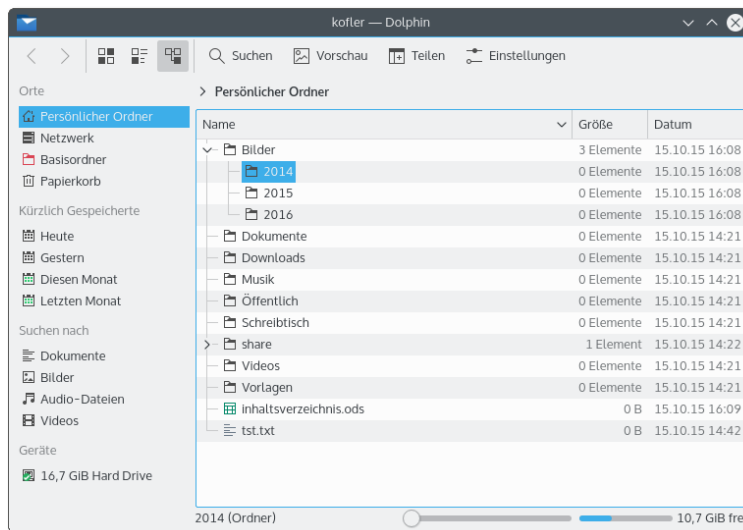 kofler — Dolphin
Suchen Vorschau Teilen Einstellungen
Orte
Persönlicher Ordner
Netzwerk
Basisordner
Papierkorb
Kürzlich Gespeicherte
Heute
Gestern
Diesen Monat
Letzten Monat
Suchen nach
Dokumente
Bilder
Audio-Dateien
Videos
Geräte
16,7 GiB Hard Drive
> Persönlicher Ordner
Name Größe Datum
Bilder 3 Elemente 15.10.15 16:08
2014 0 Elemente 15.10.15 16:08
2015 0 Elemente 15.10.15 16:08
2016 0 Elemente 15.10.15 16:08
Dokumente 0 Elemente 15.10.15 14:21
Downloads 0 Elemente 15.10.15 14:21
Musik 0 Elemente 15.10.15 14:21
Öffentlich 0 Elemente 15.10.15 14:21
Schreibtisch 0 Elemente 15.10.15 14:21
share 1 Element 15.10.15 14:22
Videos 0 Elemente 15.10.15 14:21
Vorlagen 0 Elemente 15.10.15 14:21
inhaltsverzeichnis.ods 0 B 15.10.15 16:09
tst.txt 0 B 15.10.15 14:42
2014 (Ordner) 10,7 GiB fre